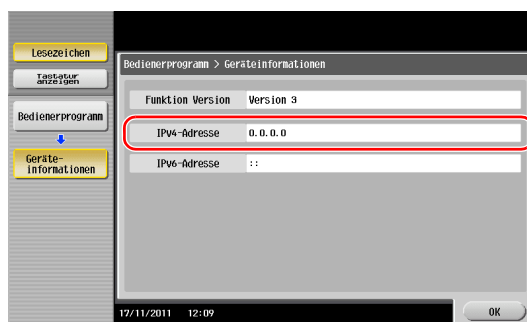 Lesezeichen
Tastatur
anzeigen
Bedienerprogramm
Geräte-
informationen
Bedienerprogramm > Geräteinformationen
Funktion Version Version 3
IPv4-Adresse 0.0.0.0
IPv6-Adresse ::
17/11/2011 12:09
OK